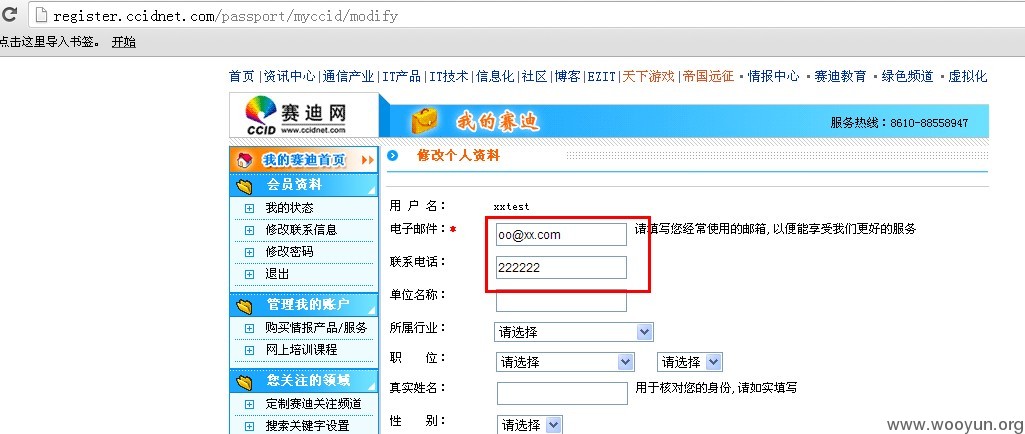 register.ccidnet.com/passport/myccid/modify
点击这里导入书签。 开始
首页|资讯中心|通信产业|IT产品|IT技术|信息化|社区|博客|EZIT|天下游戏|帝国远征▪情报中心 ▪赛迪教育 ▪绿色频道 ▪虚拟化
CCID 赛迪网 www.ccidnet.com
我的赛迪
服务热线：8610-88558947
我的赛迪首页
修改个人资料
会员资料
我的状态
修改联系信息
修改密码
退出
管理我的账户
购买情报产品/服务
网上培训课程
您关注的领域
定制赛迪关注频道
搜索关键字设置
用 户 名： xxtest
电子邮件：* oo@xx.com 请填写您经常使用的邮箱,以便能享受我们更好的服务
联系电话： 222222
单位名称：
所属行业： 请选择
职 位： 请选择 请选择
真实姓名： 用于核对您的身份,请如实填写
性 别： 请选择
www.wooyun.org